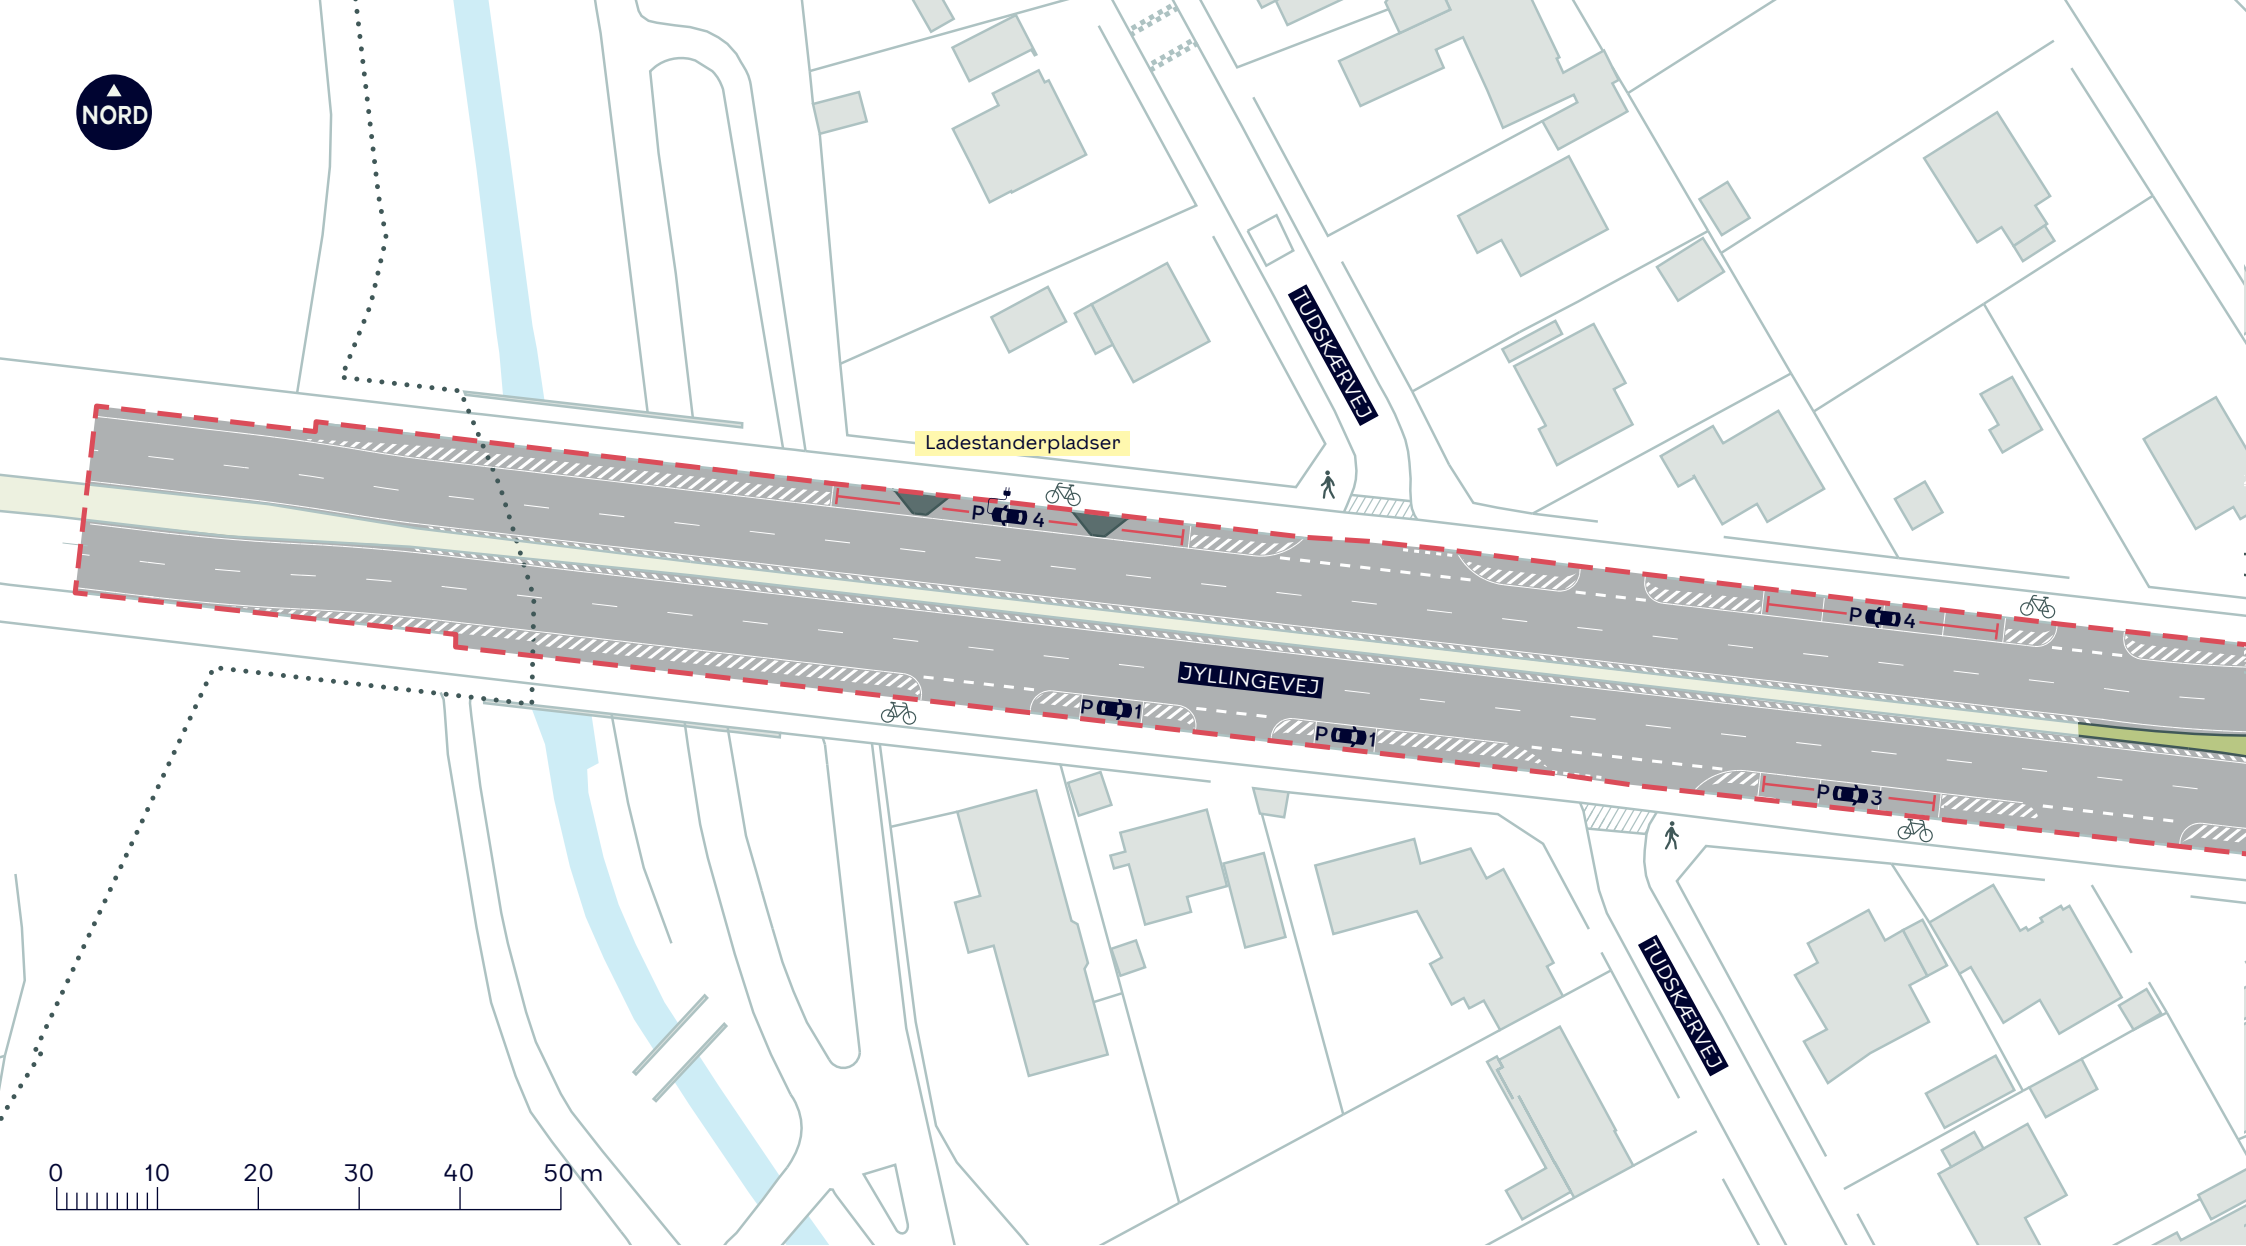 NORD
TUDSKÆRVEJ
Ladestanderpladser
P 4
P 4
JYLLINGEVEJ
P 1
P 1
P 3
TUDSKÆRVEJ
0 10 20 30 40 50 m